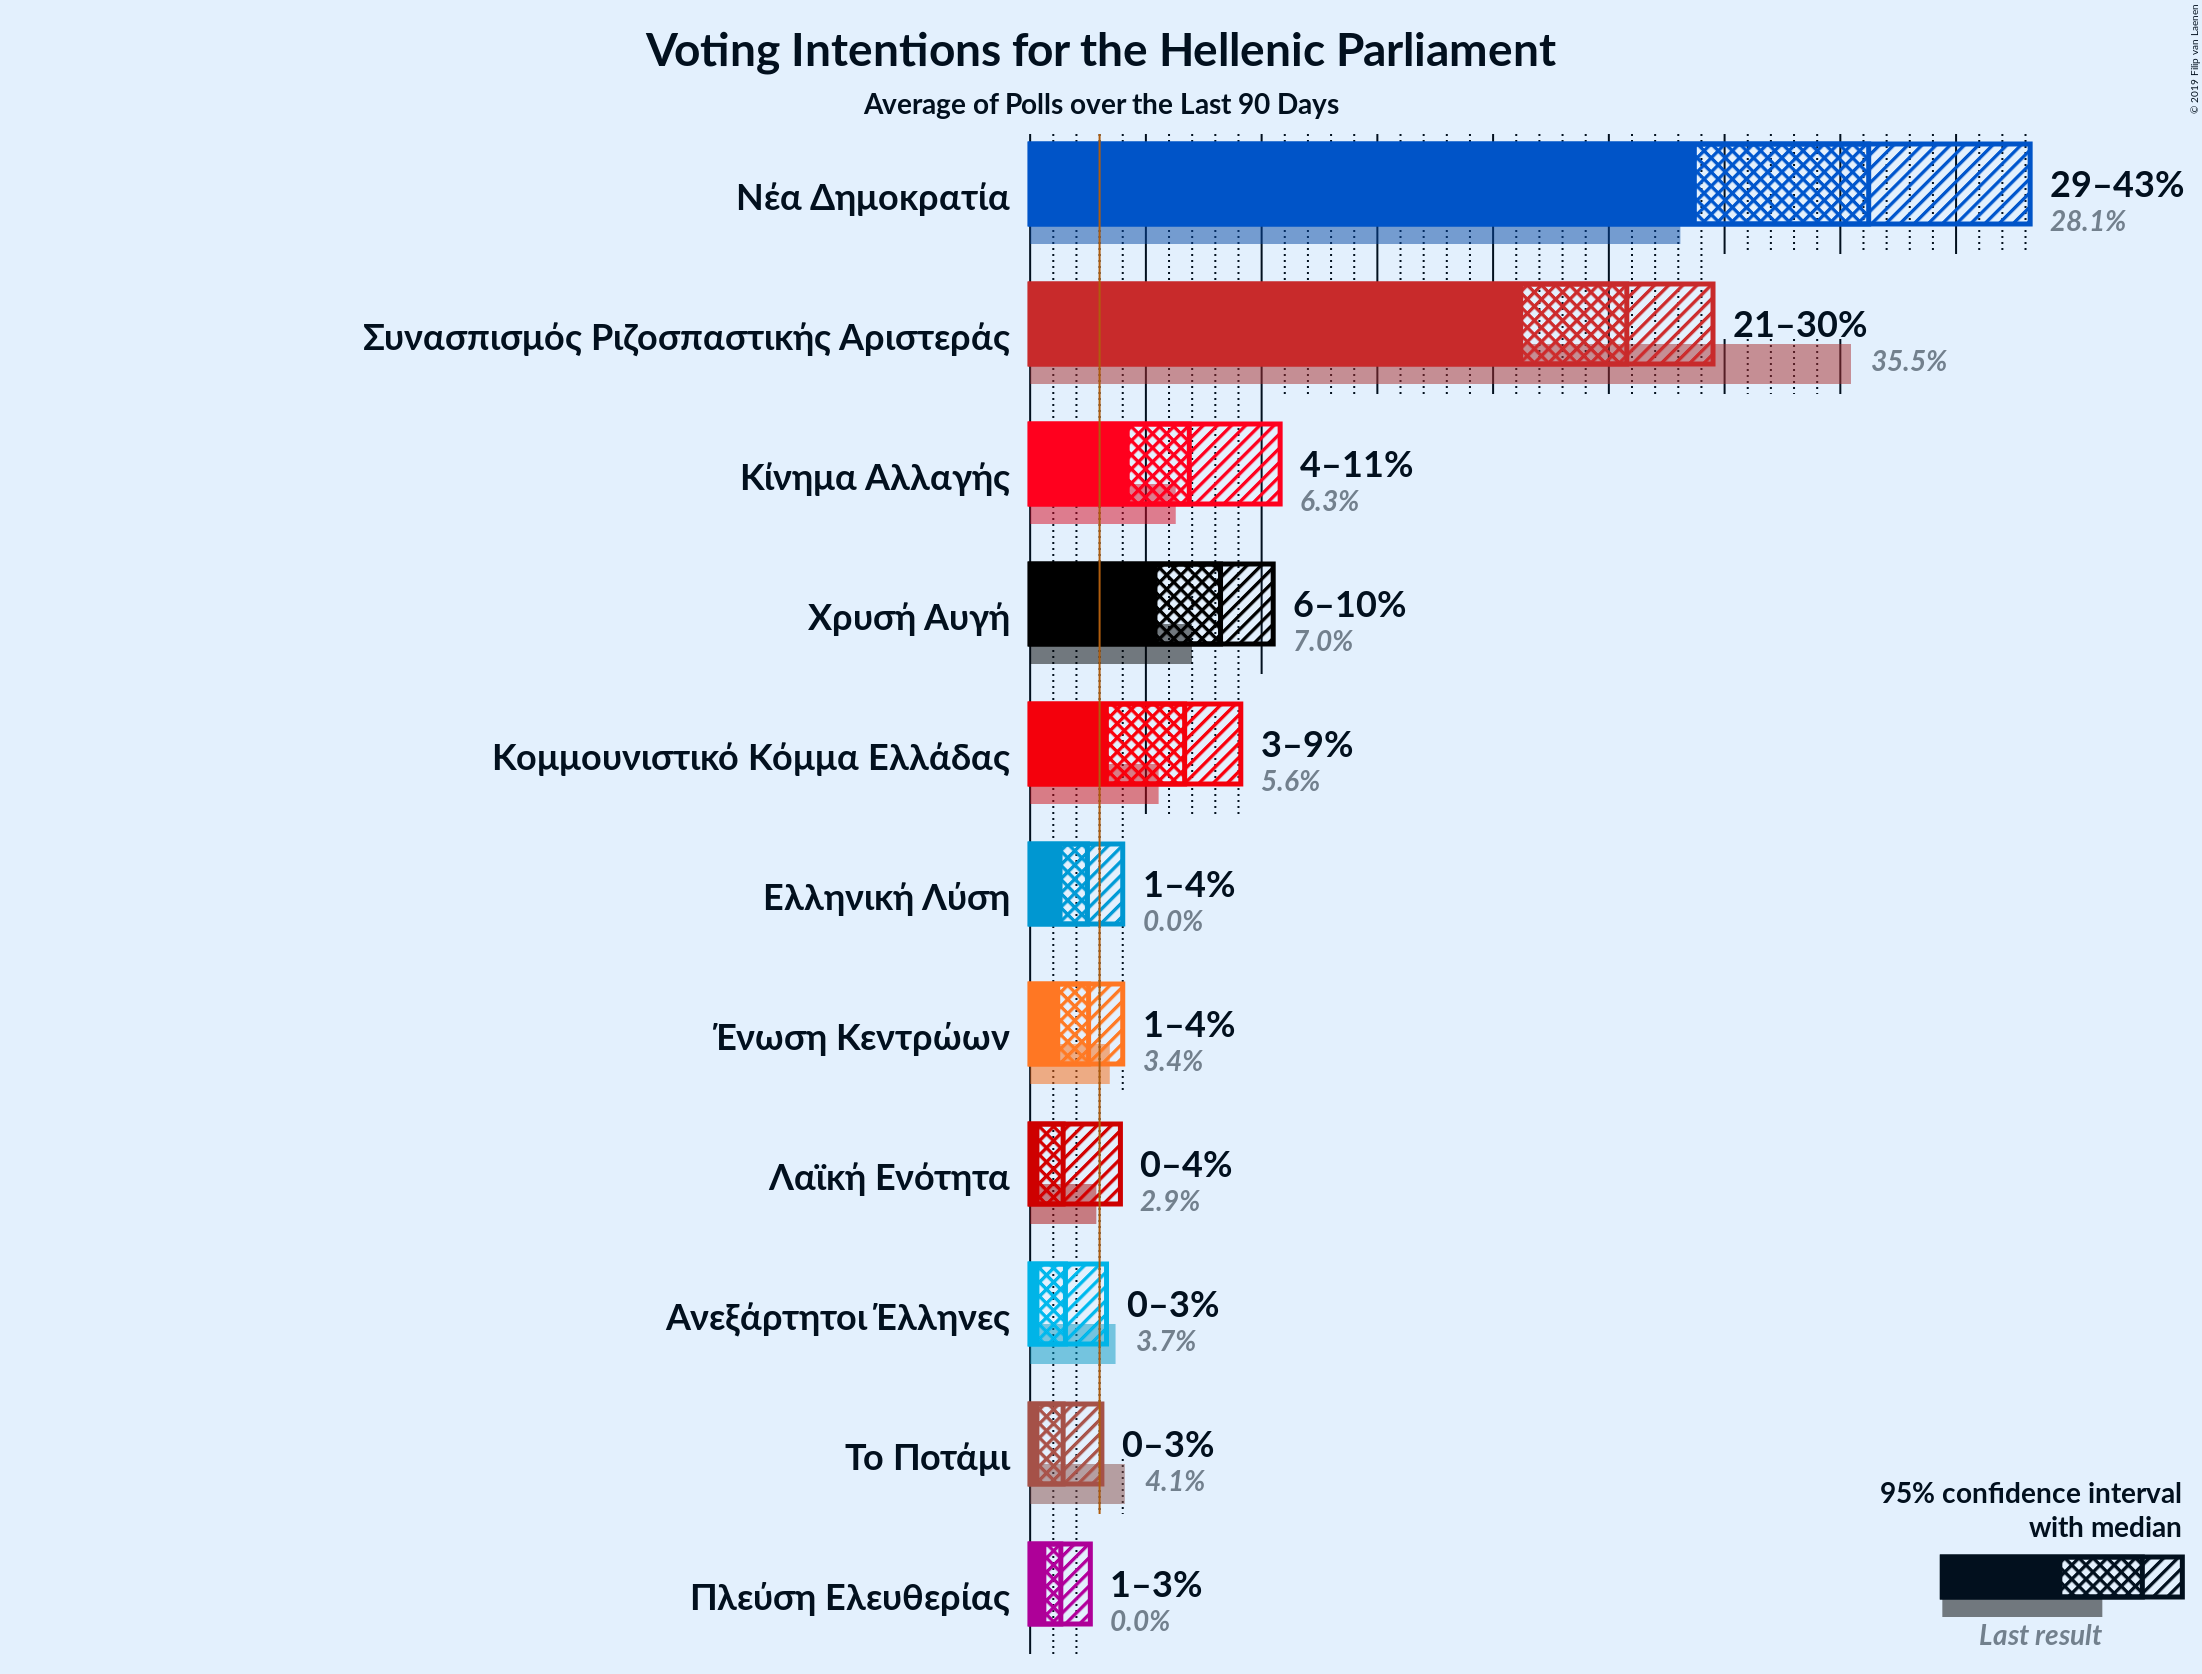 © 2019 Filip van Laenen
Voting Intentions for the Hellenic Parliament
Average of Polls over the Last 90 Days
Νέα Δημοκρατία
29–43%
28.1%
Συνασπισμός Ριζοσπαστικής Αριστεράς
21–30%
35.5%
Κίνημα Αλλαγής
4–11%
6.3%
Χρυσή Αυγή
6–10%
7.0%
Κομμουνιστικό Κόμμα Ελλάδας
3–9%
5.6%
Ελληνική Λύση
1–4%
0.0%
Ένωση Κεντρώων
1–4%
3.4%
Λαϊκή Ενότητα
0–4%
2.9%
Ανεξάρτητοι Έλληνες
0–3%
3.7%
Το Ποτάμι
0–3%
4.1%
Πλεύση Ελευθερίας
1–3%
0.0%
95% confidence interval
with median
Last result